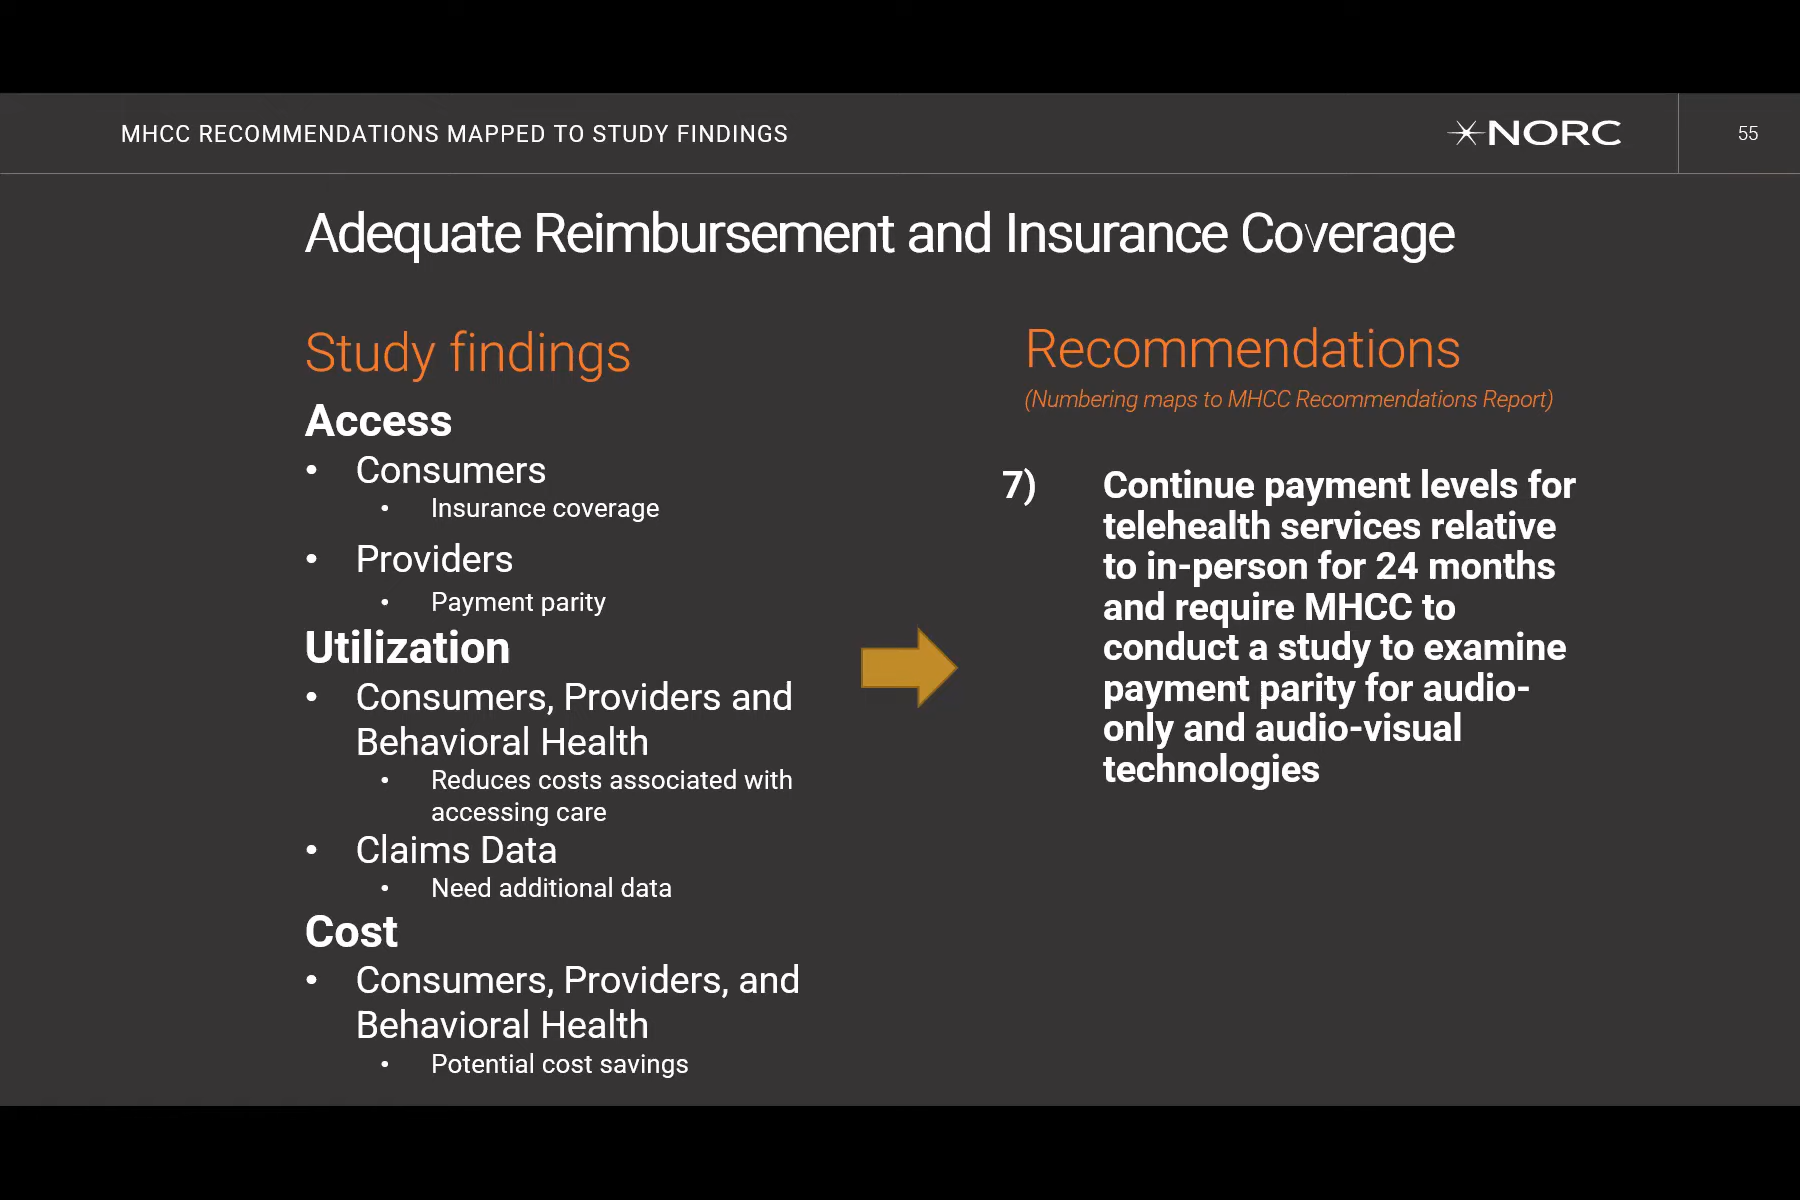 MHCC RECOMMENDATIONS MAPPED TO STUDY FINDINGS
NORC
55
Adequate Reimbursement and Insurance Coverage
Study findings
Access
• Consumers
• Insurance coverage
• Providers
• Payment parity
Utilization
• Consumers, Providers and
Behavioral Health
• Reduces costs associated with
accessing care
• Claims Data
• Need additional data
Cost
• Consumers, Providers, and
Behavioral Health
• Potential cost savings
Recommendations
(Numbering maps to MHCC Recommendations Report)
7) Continue payment levels for
telehealth services relative
to in-person for 24 months
and require MHCC to
conduct a study to examine
payment parity for audio-
only and audio-visual
technologies